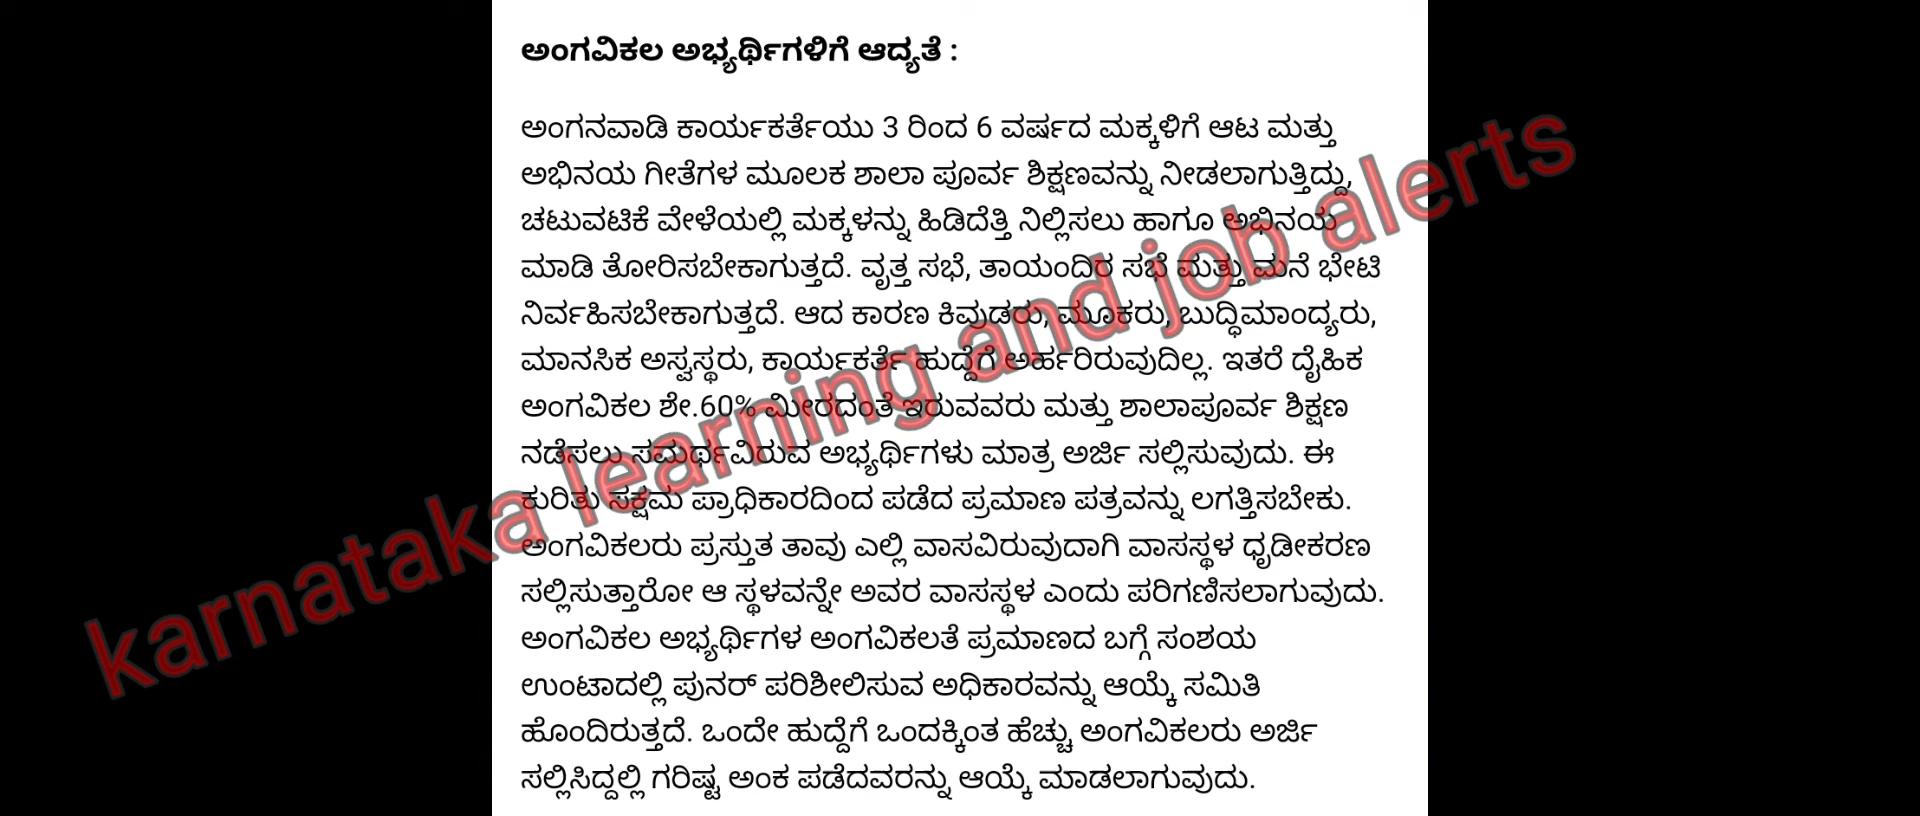 ಅಂಗವಿಕಲ ಅಭ್ಯರ್ಥಿಗಳಿಗೆ ಆದ್ಯತೆ :
ಅಂಗನವಾಡಿ ಕಾರ್ಯಕರ್ತೆಯು 3 ರಿಂದ 6 ವರ್ಷದ ಮಕ್ಕಳಿಗೆ ಆಟ ಮತ್ತು
ಅಭಿನಯ ಗೀತೆಗಳ ಮೂಲಕ ಶಾಲಾ ಪೂರ್ವ ಶಿಕ್ಷಣವನ್ನು ನೀಡಲಾಗುತ್ತಿದ್ದು,
ಚಟುವಟಿಕೆ ವೇಳೆಯಲ್ಲಿ ಮಕ್ಕಳನ್ನು ಹಿಡಿದೆತ್ತಿ ನಿಲ್ಲಿಸಲು ಹಾಗೂ ಅಭಿನಯ
ಮಾಡಿ ತೋರಿಸಬೇಕಾಗುತ್ತದೆ. ವೃತ್ತ ಸಭೆ, ತಾಯಂದಿರ ಸಭೆ ಮತ್ತು ಮನೆ ಭೇಟಿ
ನಿರ್ವಹಿಸಬೇಕಾಗುತ್ತದೆ. ಆದ ಕಾರಣ ಕಿವುಡರು, ಮೂಕರು, ಬುದ್ಧಿಮಾಂದ್ಯರು,
ಮಾನಸಿಕ ಅಸ್ವಸ್ಥರು, ಕಾರ್ಯಕರ್ತೆ ಹುದ್ದೆಗೆ ಅರ್ಹರಿರುವುದಿಲ್ಲ. ಇತರೆ ದೈಹಿಕ
ಅಂಗವಿಕಲ ಶೇ.60% ಮೀರದಂತೆ ಇರುವವರು ಮತ್ತು ಶಾಲಾಪೂರ್ವ ಶಿಕ್ಷಣ
ನಡೆಸಲು ಸಮರ್ಥವಿರುವ ಅಭ್ಯರ್ಥಿಗಳು ಮಾತ್ರ ಅರ್ಜಿ ಸಲ್ಲಿಸುವುದು. ಈ
ಕುರಿತು ಸಕ್ಷಮ ಪ್ರಾಧಿಕಾರದಿಂದ ಪಡೆದ ಪ್ರಮಾಣ ಪತ್ರವನ್ನು ಲಗತ್ತಿಸಬೇಕು.
ಅಂಗವಿಕಲರು ಪ್ರಸ್ತುತ ತಾವು ಎಲ್ಲಿ ವಾಸವಿರುವುದಾಗಿ ವಾಸಸ್ಥಳ ಧೃಡೀಕರಣ
ಸಲ್ಲಿಸುತ್ತಾರೋ ಆ ಸ್ಥಳವನ್ನೇ ಅವರ ವಾಸಸ್ಥಳ ಎಂದು ಪರಿಗಣಿಸಲಾಗುವುದು.
ಅಂಗವಿಕಲ ಅಭ್ಯರ್ಥಿಗಳ ಅಂಗವಿಕಲತೆ ಪ್ರಮಾಣದ ಬಗ್ಗೆ ಸಂಶಯ
ಉಂಟಾದಲ್ಲಿ ಪುನರ್ ಪರಿಶೀಲಿಸುವ ಅಧಿಕಾರವನ್ನು ಆಯ್ಕೆ ಸಮಿತಿ
ಹೊಂದಿರುತ್ತದೆ. ಒಂದೇ ಹುದ್ದೆಗೆ ಒಂದಕ್ಕಿಂತ ಹೆಚ್ಚು ಅಂಗವಿಕಲರು ಅರ್ಜಿ
ಸಲ್ಲಿಸಿದ್ದಲ್ಲಿ ಗರಿಷ್ಟ ಅಂಕ ಪಡೆದವರನ್ನು ಆಯ್ಕೆ ಮಾಡಲಾಗುವುದು.
karnataka learning and job alerts